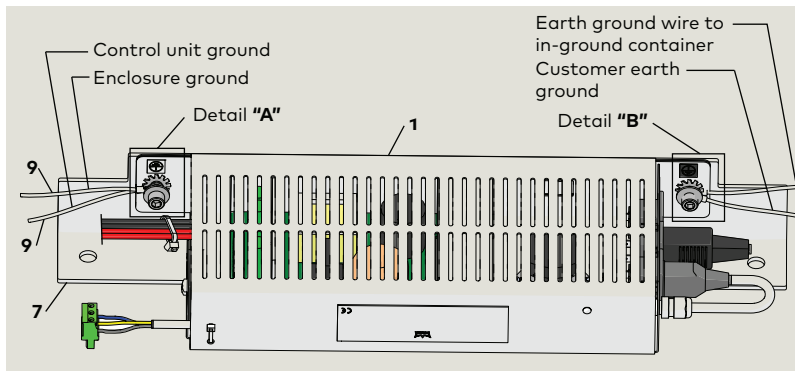 Control unit ground
Enclosure ground
Detail "A"
1
Earth ground wire to
in-ground container
Customer earth
ground
Detail "B"
9
9
7
CE